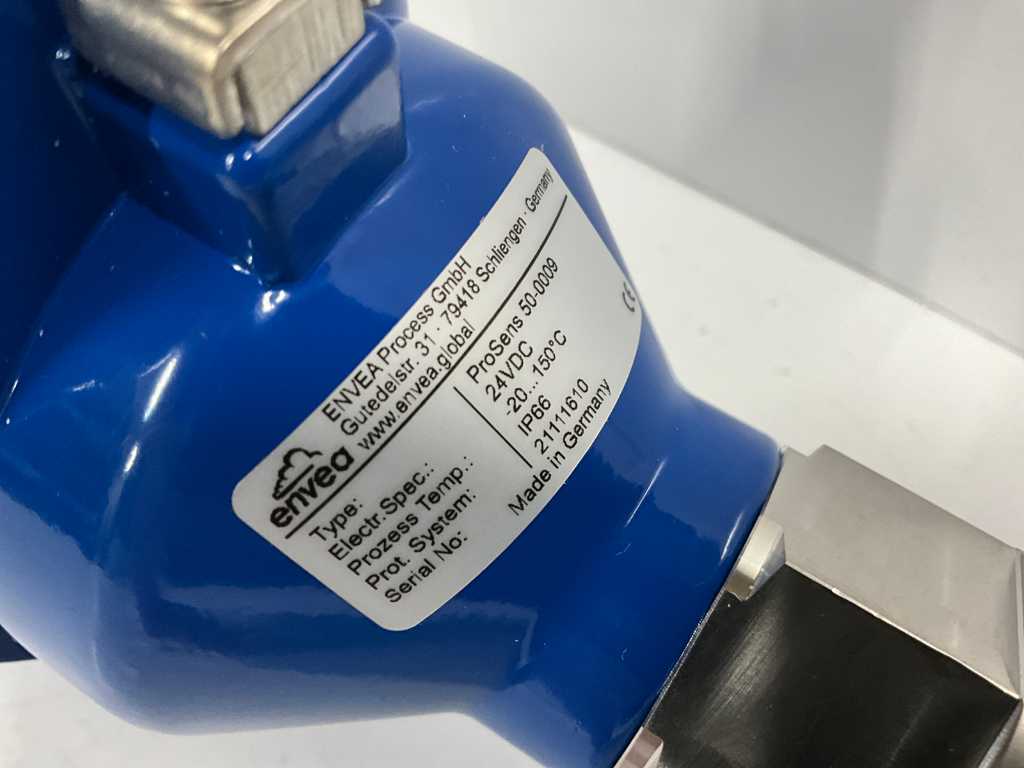 envea
ENVEA Process GmbH
Gutedelstr. 31 · 79418 Schliengen · Germany
www.envea.global
Type: ProSens 50-0009
Electr.Spec.: 24VDC
Prozess Temp.: -20... 150°C
Prot. System: IP66
Serial No: 21111610
Made in Germany
CE